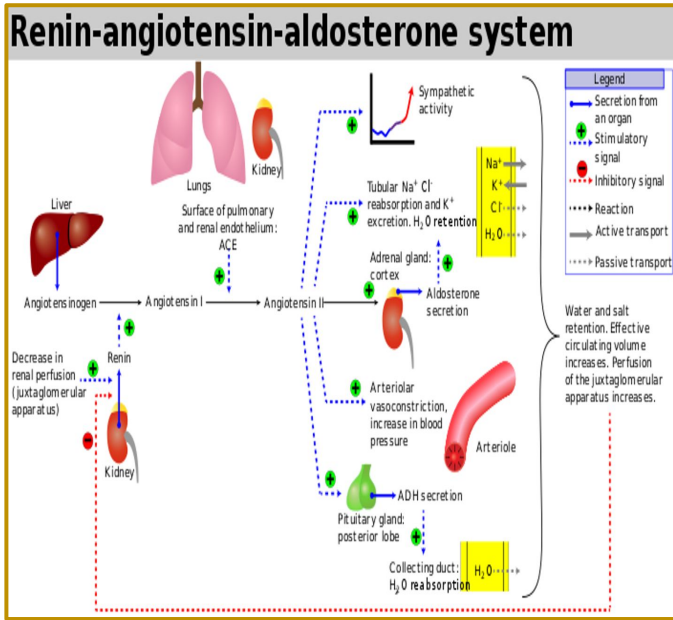 Renin-angiotensin-aldosterone system
Legend
Secretion from
an organ
Stimulatory
signal
Inhibitory signal
Reaction
Active transport
Passive transport
Sympathetic
activity
Lungs
Kidney
Liver
Surface of pulmonary
and renal endothelium:
ACE
Tubular Na+ Cl-
reabsorption and K+
excretion. H2O retention
Na+
K+
Cl-
H2O
Adrenal gland:
cortex
Aldosterone
secretion
Angiotensinogen
Angiotensin I
Angiotensin II
Decrease in
renal perfusion
(juxtaglomerular
apparatus)
Renin
Kidney
Arteriolar
vasoconstriction,
increase in blood
pressure
Arteriole
Water and salt
retention. Effective
circulating volume
increases. Perfusion
of the juxtaglomerular
apparatus increases.
ADH secretion
Pituitary gland:
posterior lobe
Collecting duct:
H2O reabsorption
H2O